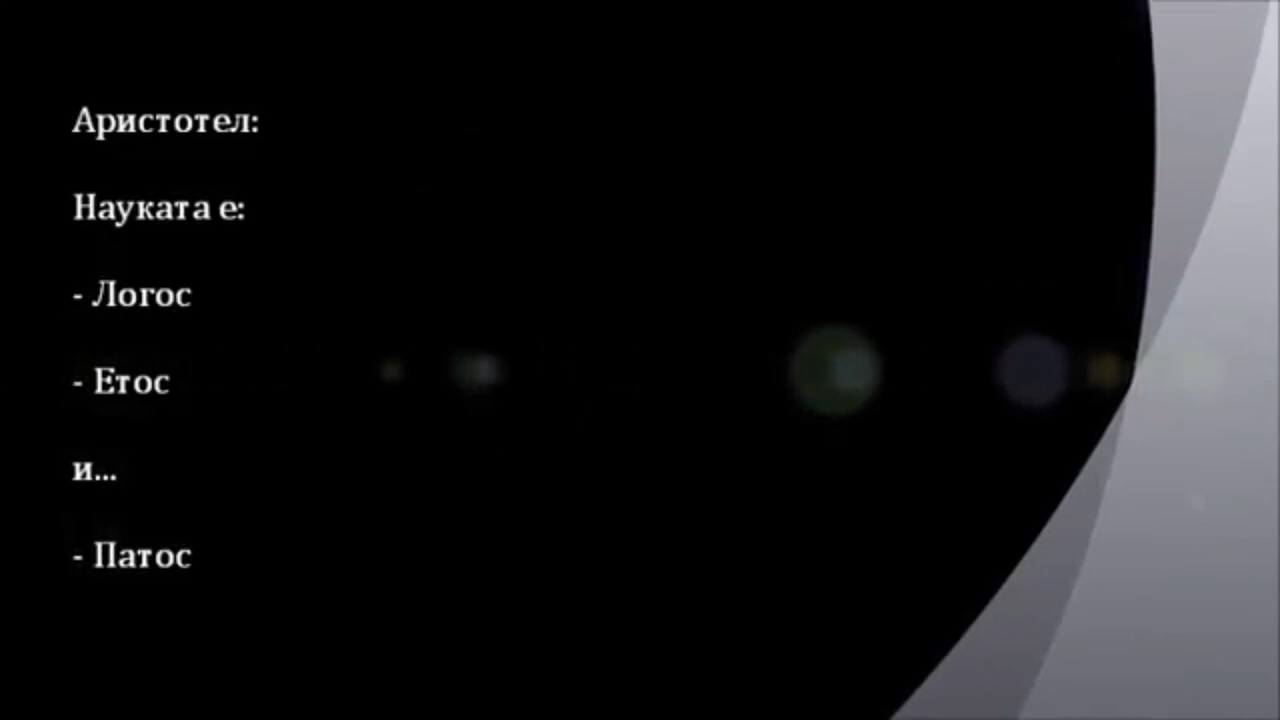 Аристотел:
Науката е:
- Логос
- Етос
и...
- Патос